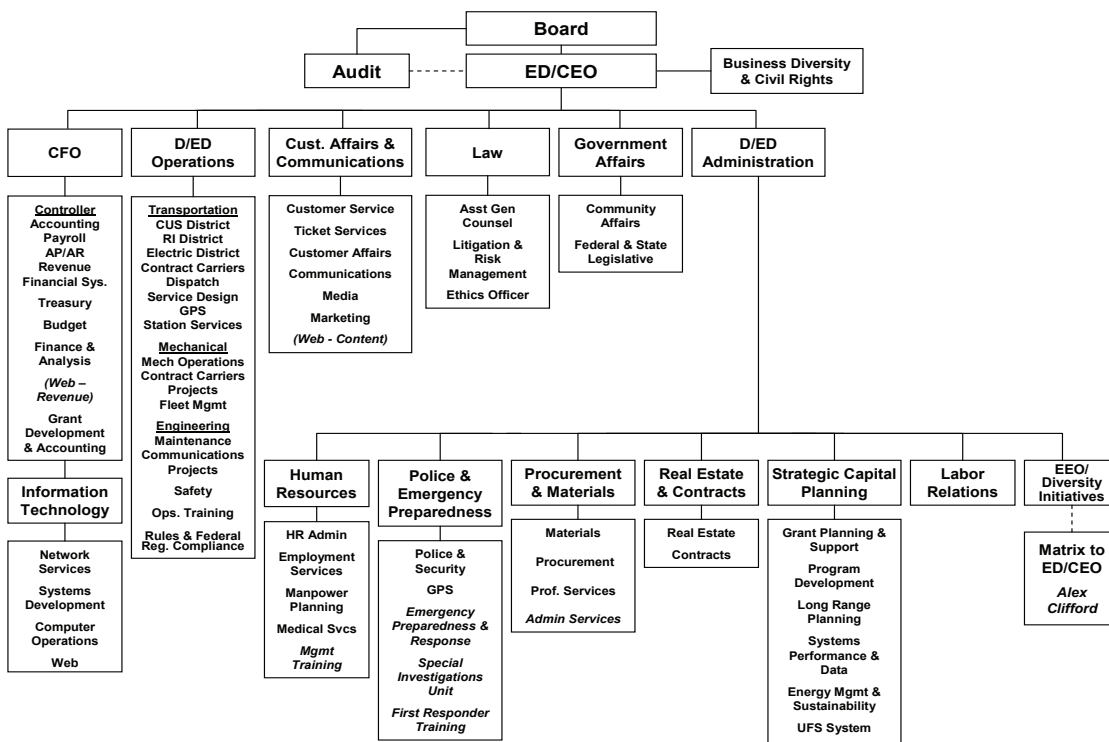 Board
Audit
ED/CEO
Business Diversity
& Civil Rights
CFO
D/ED
Operations
Cust. Affairs &
Communications
Law
Government
Affairs
D/ED
Administration
Controller
Accounting
Payroll
AP/AR
Revenue
Financial Sys.
Treasury
Budget
Finance &
Analysis
(Web –
Revenue)
Grant
Development
& Accounting
Transportation
CUS District
RI District
Electric District
Contract Carriers
Dispatch
Service Design
GPS
Station Services
Mechanical
Mech Operations
Contract Carriers
Projects
Fleet Mgmt
Engineering
Maintenance
Communications
Projects
Safety
Ops. Training
Rules & Federal
Reg. Compliance
Customer Service
Ticket Services
Customer Affairs
Communications
Media
Marketing
(Web - Content)
Asst Gen
Counsel
Litigation &
Risk
Management
Ethics Officer
Community
Affairs
Federal & State
Legislative
Information
Technology
Network
Services
Systems
Development
Computer
Operations
Web
Human
Resources
HR Admin
Employment
Services
Manpower
Planning
Medical Svcs
Mgmt
Training
Police &
Emergency
Preparedness
Police &
Security
GPS
Emergency
Preparedness &
Response
Special
Investigations
Unit
First Responder
Training
Procurement
& Materials
Materials
Procurement
Prof. Services
Admin Services
Real Estate
& Contracts
Real Estate
Contracts
Strategic Capital
Planning
Grant Planning &
Support
Program
Development
Long Range
Planning
Systems
Performance &
Data
Energy Mgmt &
Sustainability
UFS System
Labor
Relations
EEO/
Diversity
Initiatives
Matrix to
ED/CEO
Alex
Clifford